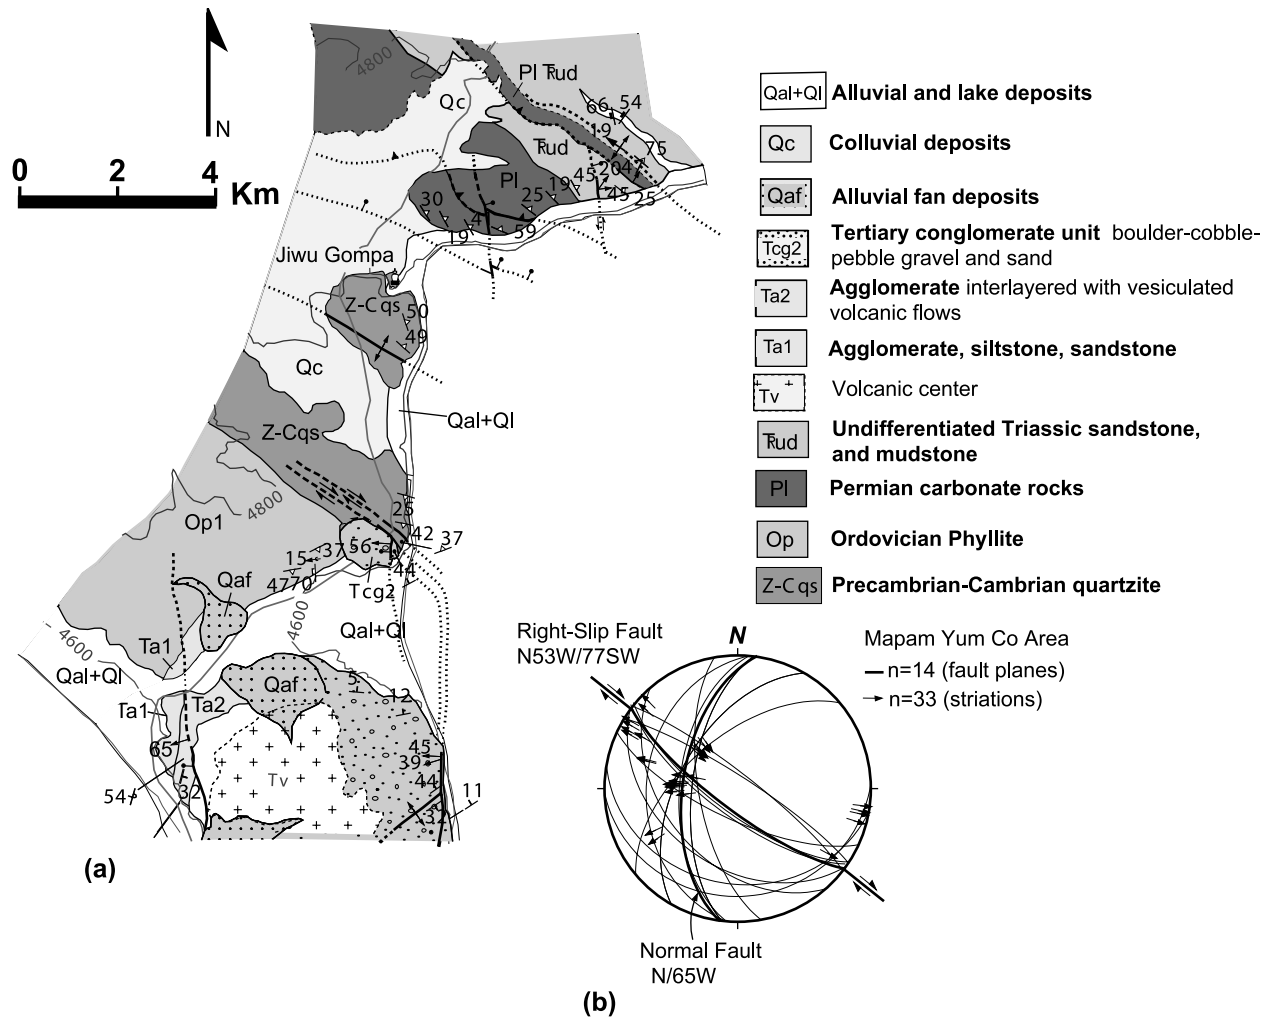 N
0 2 4 Km
4800
Pl T̵Rud
Qc
66 54
19
T̵Rud
75
45 204
Pl
19
25
30
45 25
4
19 59
Jiwu Gompa
Z-Cqs
50
49
Qc
Qal+Ql
Z-Cqs
4800
Op1
25
42 37
37 56
15
44
4770
Qaf
Tcg2
4600
Qal+Ql
4600
Ta1
Qal+Ql
Qaf
5
12
Ta1
Ta2
65
45
39
Tv
44
11
54
32
32
(a)
Qal+Ql Alluvial and lake deposits
Qc Colluvial deposits
Qaf Alluvial fan deposits
Tcg2 Tertiary conglomerate unit boulder-cobble-
pebble gravel and sand
Ta2 Agglomerate interlayered with vesiculated
volcanic flows
Ta1 Agglomerate, siltstone, sandstone
Tv Volcanic center
T̵Rud Undifferentiated Triassic sandstone,
and mudstone
Pl Permian carbonate rocks
Op Ordovician Phyllite
Z-Cqs Precambrian-Cambrian quartzite
Right-Slip Fault
N53W/77SW
N
Mapam Yum Co Area
n=14 (fault planes)
n=33 (striations)
Normal Fault
N/65W
(b)